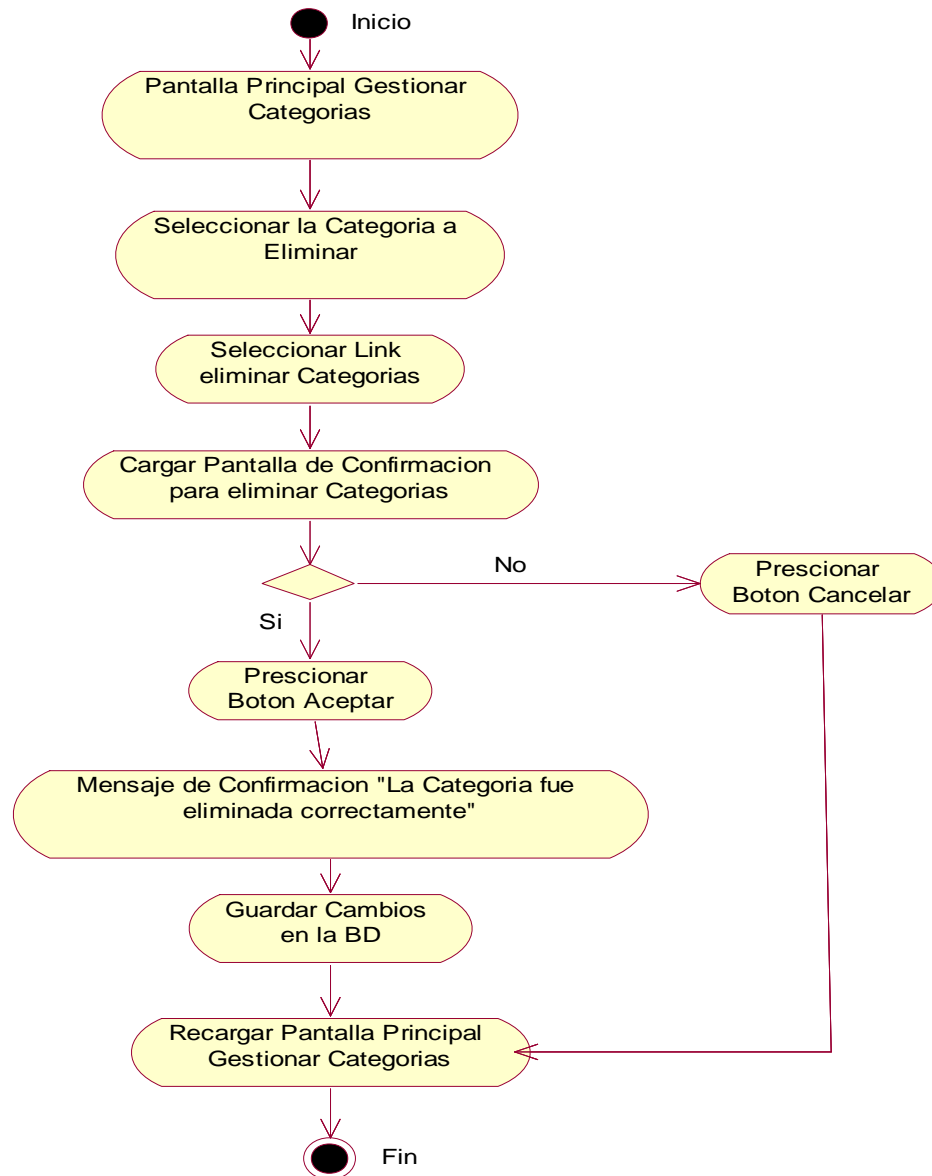 Inicio
Pantalla Principal Gestionar
Categorias
Seleccionar la Categoria a
Eliminar
Seleccionar Link
eliminar Categorias
Cargar Pantalla de Confirmacion
para eliminar Categorias
No
Prescionar
Boton Cancelar
Si
Prescionar
Boton Aceptar
Mensaje de Confirmacion "La Categoria fue
eliminada correctamente"
Guardar Cambios
en la BD
Recargar Pantalla Principal
Gestionar Categorias
Fin